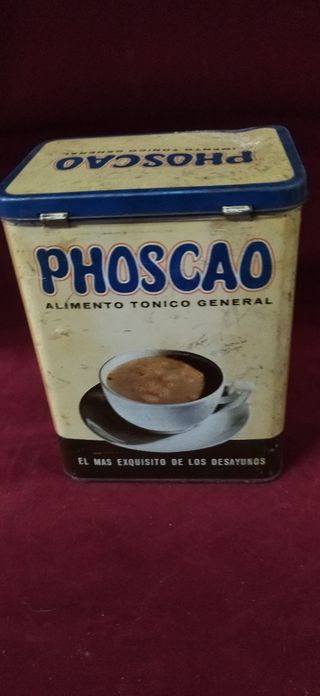 PHOSCAO
ALIMENTO TONICO GENERAL
PHOSCAO
ALIMENTO TONICO GENERAL
EL MAS EXQUISITO DE LOS DESAYUNOS